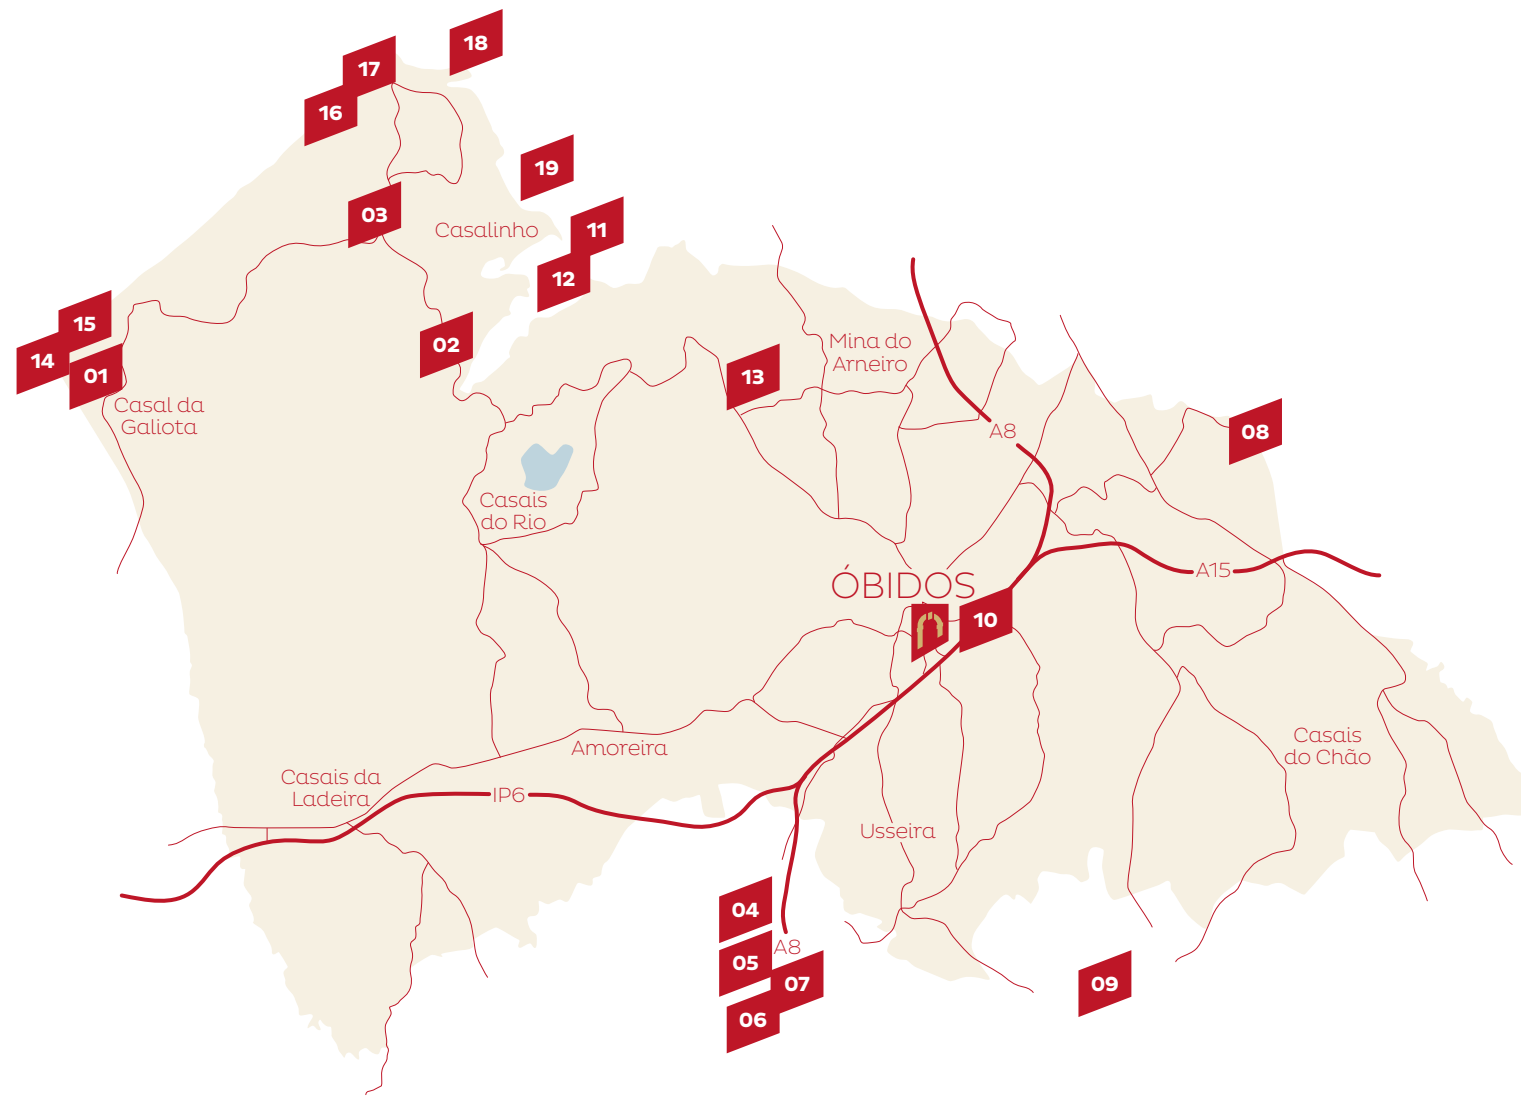 18
17
16
19
03
Casalinho
11
12
15
14
01
02
Mina do
Arneiro
13
Casal da
Galiota
A8
08
Casais
do Rio
A15
ÓBIDOS
10
Casais
do Chão
Amoreira
Casais da
Ladeira
IP6
Usseira
04
A8
05
07
06
09